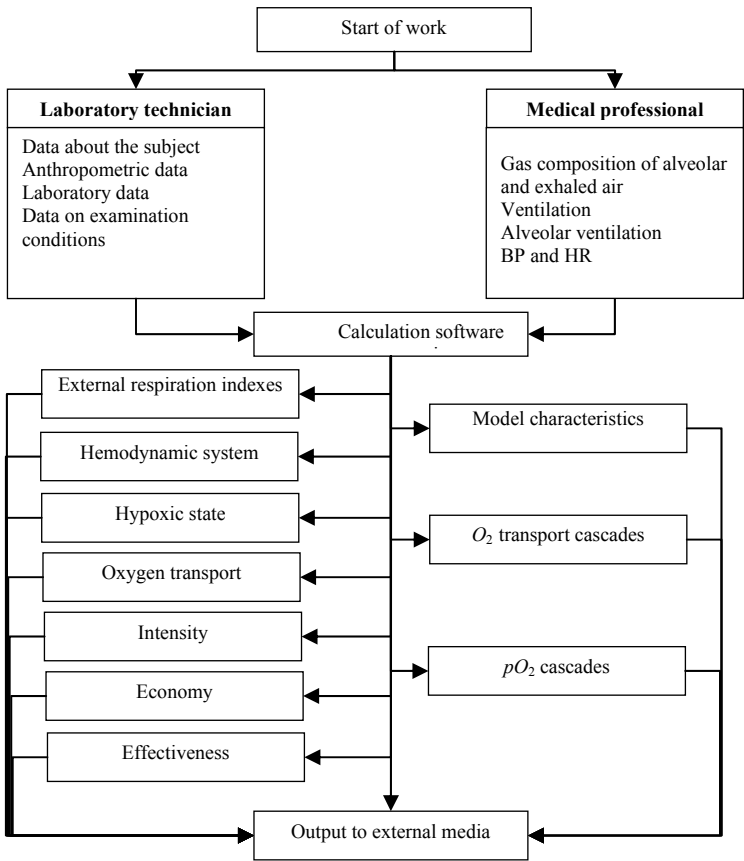 Start of work
Laboratory technician
Data about the subject
Anthropometric data
Laboratory data
Data on examination
conditions
Medical professional
Gas composition of alveolar
and exhaled air
Ventilation
Alveolar ventilation
BP and HR
Calculation software
External respiration indexes
Hemodynamic system
Hypoxic state
Oxygen transport
Intensity
Economy
Effectiveness
Model characteristics
O₂ transport cascades
pO₂ cascades
Output to external media